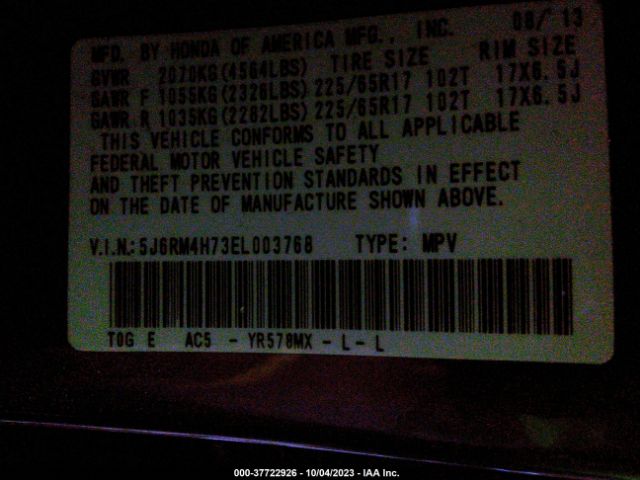 MFD. BY HONDA OF AMERICA MFG., INC. 08/ 13
GVWR 2070KG(4564LBS) TIRE SIZE RIM SIZE
GAWR F 1055KG(2326LBS) 225/65R17 102T 17X6.5J
GAWR R 1035KG(2282LBS) 225/65R17 102T 17X6.5J
THIS VEHICLE CONFORMS TO ALL APPLICABLE
FEDERAL MOTOR VEHICLE SAFETY
AND THEFT PREVENTION STANDARDS IN EFFECT
ON THE DATE OF MANUFACTURE SHOWN ABOVE.
V.I.N.: 5J6RM4H73EL003768 TYPE: MPV
T0G E AC5 - YR578MX - L - L
000-37722926 - 10/04/2023 - IAA Inc.